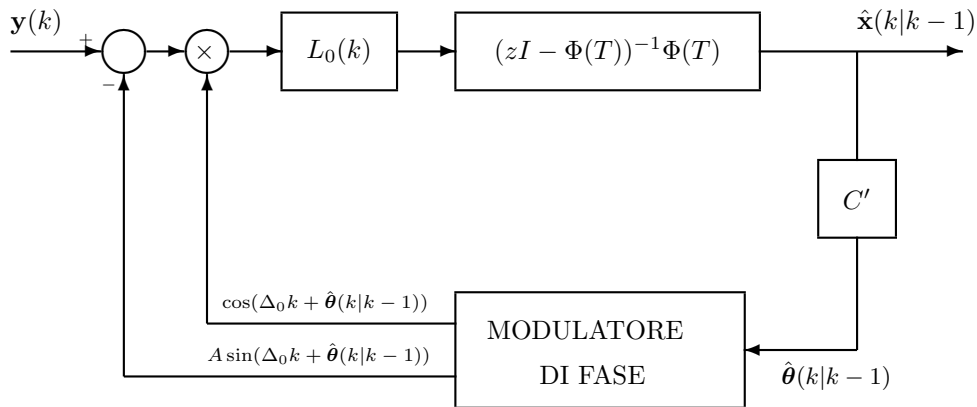 𝐲(k)
+
−
×
L₀(k)
(zI − Φ(T))⁻¹Φ(T)
x̂(k|k − 1)
C′
cos(Δ₀k + θ̂(k|k − 1))
A sin(Δ₀k + θ̂(k|k − 1))
MODULATORE
DI FASE
θ̂(k|k − 1)